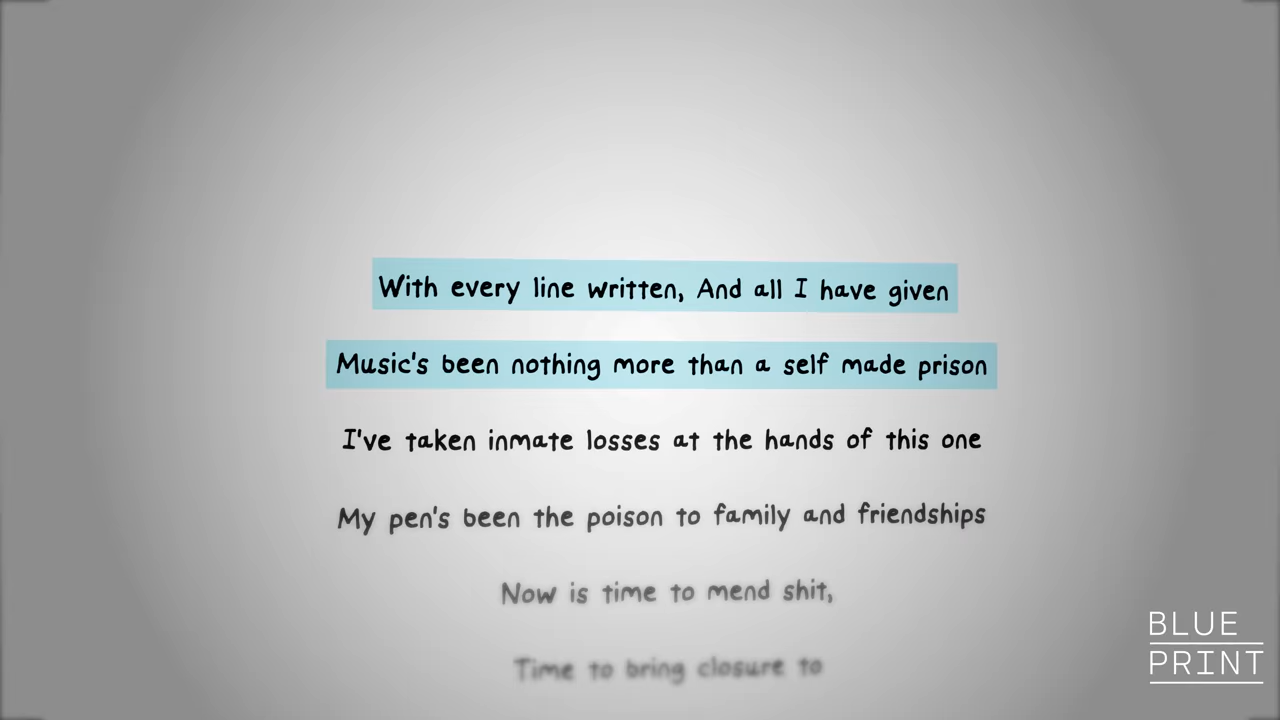 With every line written, And all I have given
Music's been nothing more than a self made prison
I've taken inmate losses at the hands of this one
My pen's been the poison to family and friendships
Now is time to mend shit,
Time to bring closure to
BLUE
PRINT